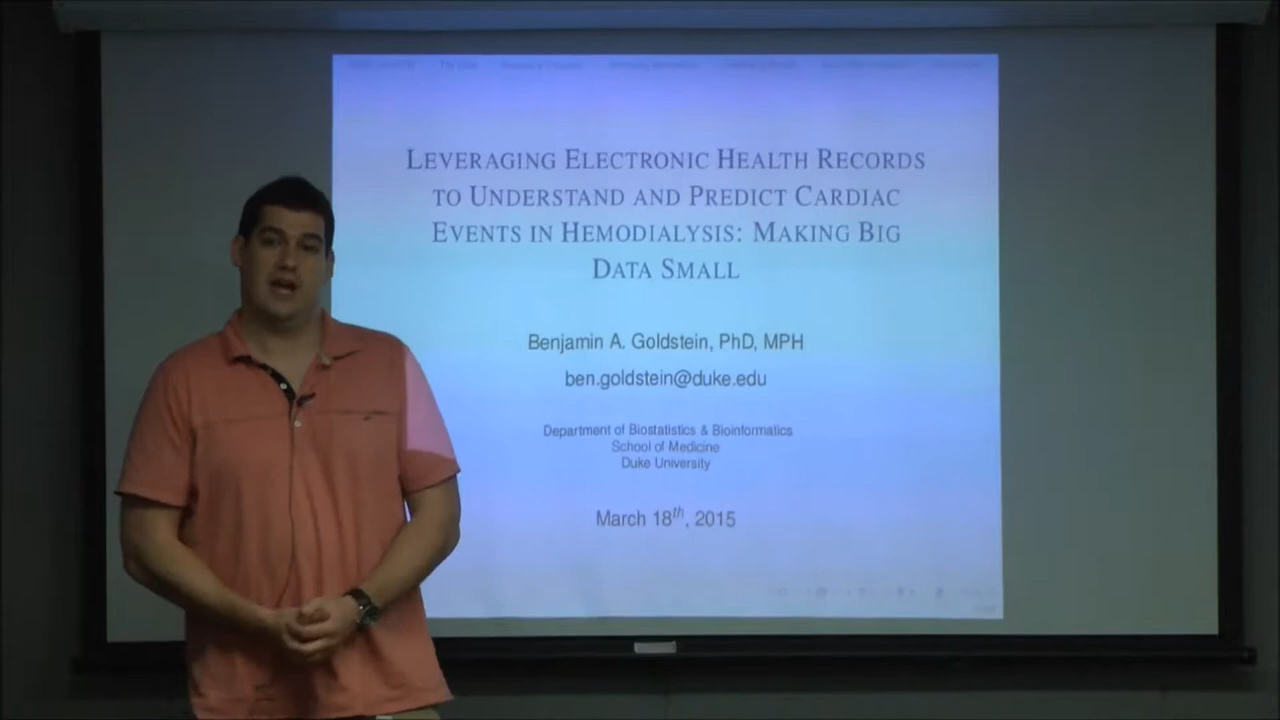 LEVERAGING ELECTRONIC HEALTH RECORDS
TO UNDERSTAND AND PREDICT CARDIAC
EVENTS IN HEMODIALYSIS: MAKING BIG
DATA SMALL
Benjamin A. Goldstein, PhD, MPH
ben.goldstein@duke.edu
Department of Biostatistics & Bioinformatics
School of Medicine
Duke University
March 18th, 2015